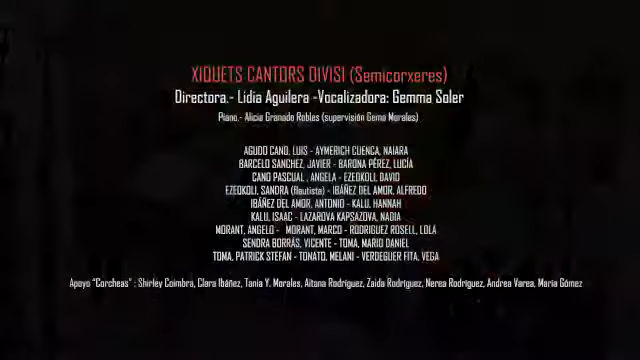 XIQUETS CANTORS DIVISI (Semicorxeres)
Directora.- Lidia Aguilera -Vocalizadora: Gemma Soler
Piano.- Alicia Granado Robles (supervisión Gema Morales)
AGUDO CANO, LUIS - AYMERICH CUENCA, NAIARA
BARCELO SANCHEZ, JAVIER - BARONA PÉREZ, LUCÍA
CANO PASCUAL , ANGELA - EZEOKOLI, DAVID
EZEOKOLI, SANDRA (flautista) - IBÁÑEZ DEL AMOR, ALFREDO
IBÁÑEZ DEL AMOR, ANTONIO - KALU, HANNAH
KALU, ISAAC - LAZAROVA KAPSAZOVA, NADIA
MORANT, ANGELO - MORANT, MARCO - RODRIGUEZ ROSELL, LOLA
SENDRA BORRÁS, VICENTE - TOMA, MARIO DANIEL
TOMA, PATRICK STEFAN - TONATO, MELANI - VERDEGUER FITA, VEGA
Apoyo "Corcheas" : Shirley Coimbra, Clara Ibáñez, Tania Y. Morales, Aitana Rodríguez, Zaida Rodríguez, Nerea Rodríguez, Andrea Varea, Maria Gómez